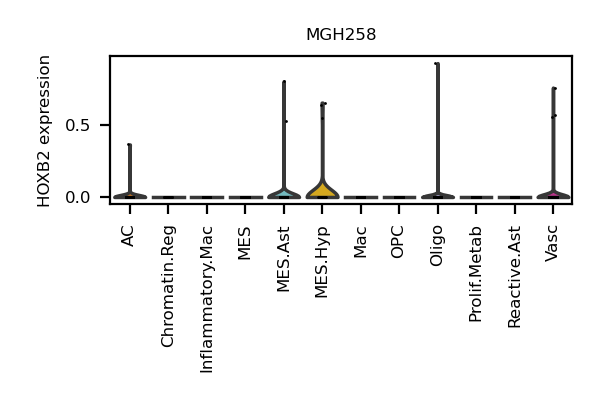 MGH258
HOXB2 expression
0.5
0.0
AC
Chromatin.Reg
Inflammatory.Mac
MES
MES.Ast
MES.Hyp
Mac
OPC
Oligo
Prolif.Metab
Reactive.Ast
Vasc